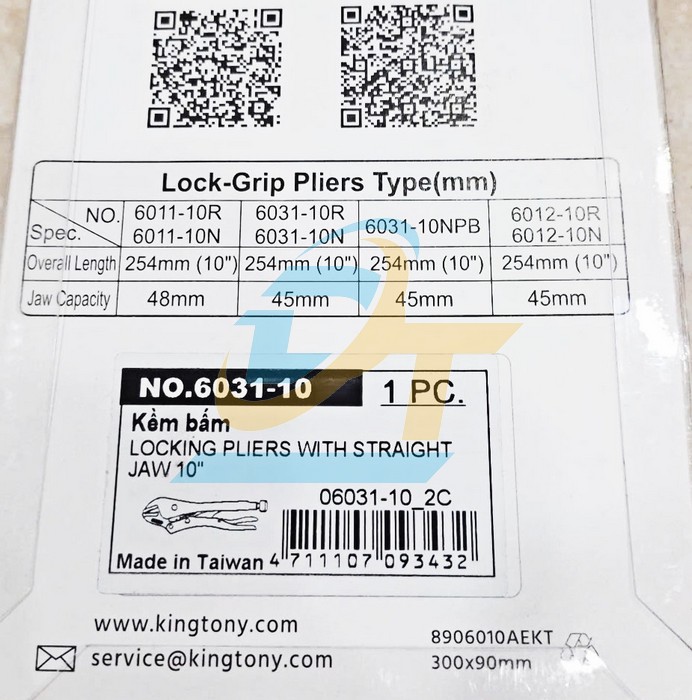 Lock-Grip Pliers Type(mm)
NO. 6011-10R 6031-10R 6031-10NPB 6012-10R
Spec. 6011-10N 6031-10N 6012-10N
Overall Length 254mm (10") 254mm (10") 254mm (10") 254mm (10")
Jaw Capacity 48mm 45mm 45mm 45mm
NO.6031-10 1 PC.
Kềm bấm
LOCKING PLIERS WITH STRAIGHT
JAW 10"
06031-10_2C
Made in Taiwan 4 711107 093432
www.kingtony.com
service@kingtony.com
8906010AEKT
300x90mm
DT